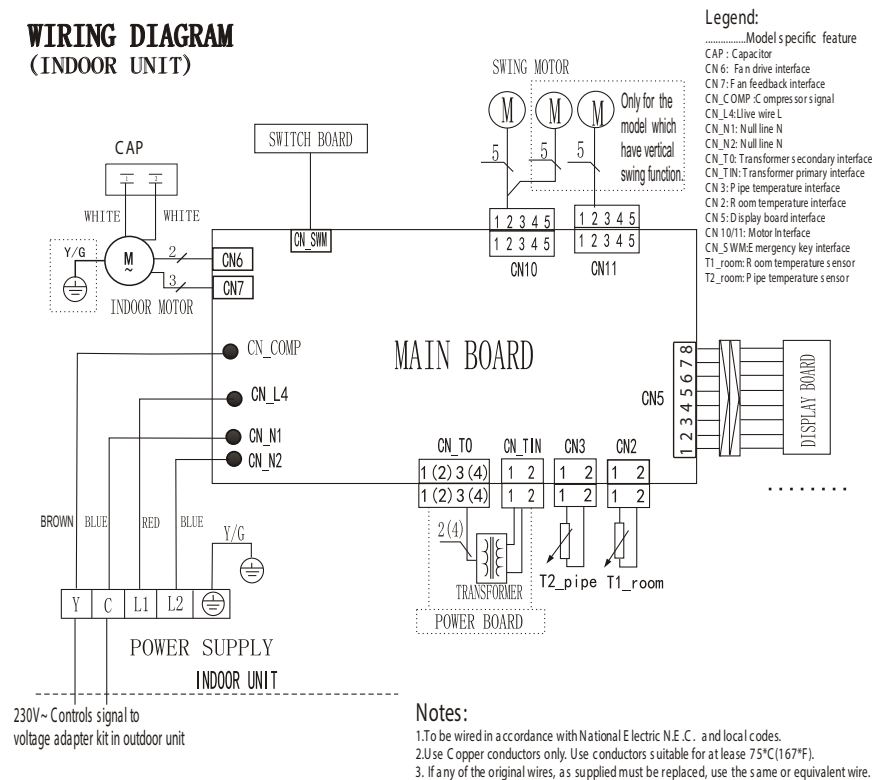 WIRING DIAGRAM
(INDOOR UNIT)
Legend:
................Model specific feature
CAP : Capacitor
CN 6: Fan drive interface
CN 7: Fan feedback interface
CN_COMP :Compressor signal
CN_L4:Llive wire L
CN_N1: Null line N
CN_N2: Null line N
CN_T0: Transformer secondary interface
CN_TIN: Transformer primary interface
CN 3: Pipe temperature interface
CN 2: Room temperature interface
CN 5: Display board interface
CN 10/11: Motor Interface
CN_SWM:Emergency key interface
T1_room: Room temperature sensor
T2_room: Pipe temperature sensor
SWING MOTOR
M
M
M
Only for the
model which
have vertical
swing function.
5
5
5
1 2 3 4 5
1 2 3 4 5
CN10
1 2 3 4 5
1 2 3 4 5
CN11
SWITCH BOARD
CN_SWM
CAP
1
2
WHITE
WHITE
Y/G
M
~
2
3
CN6
CN7
INDOOR MOTOR
CN_COMP
CN_L4
CN_N1
CN_N2
MAIN BOARD
CN5
1 2 3 4 5 6 7 8
DISPLAY BOARD
........
CN_TO
CN_TIN
CN3
CN2
1 (2) 3 (4)
1 2
1 2
1 2
1 (2) 3 (4)
1 2
1 2
1 2
2(4)
TRANSFORMER
POWER BOARD
T2_pipe
T1_room
BROWN
BLUE
RED
BLUE
Y/G
Y
C
L1
L2
POWER SUPPLY
INDOOR UNIT
230V~ Controls signal to
voltage adapter kit in outdoor unit
Notes:
1.To be wired in accordance with National Electric N.E.C. and local codes.
2.Use Copper conductors only. Use conductors suitable for at lease 75*C(167*F).
3. If any of the original wires, as supplied must be replaced, use the same or equivalent wire.